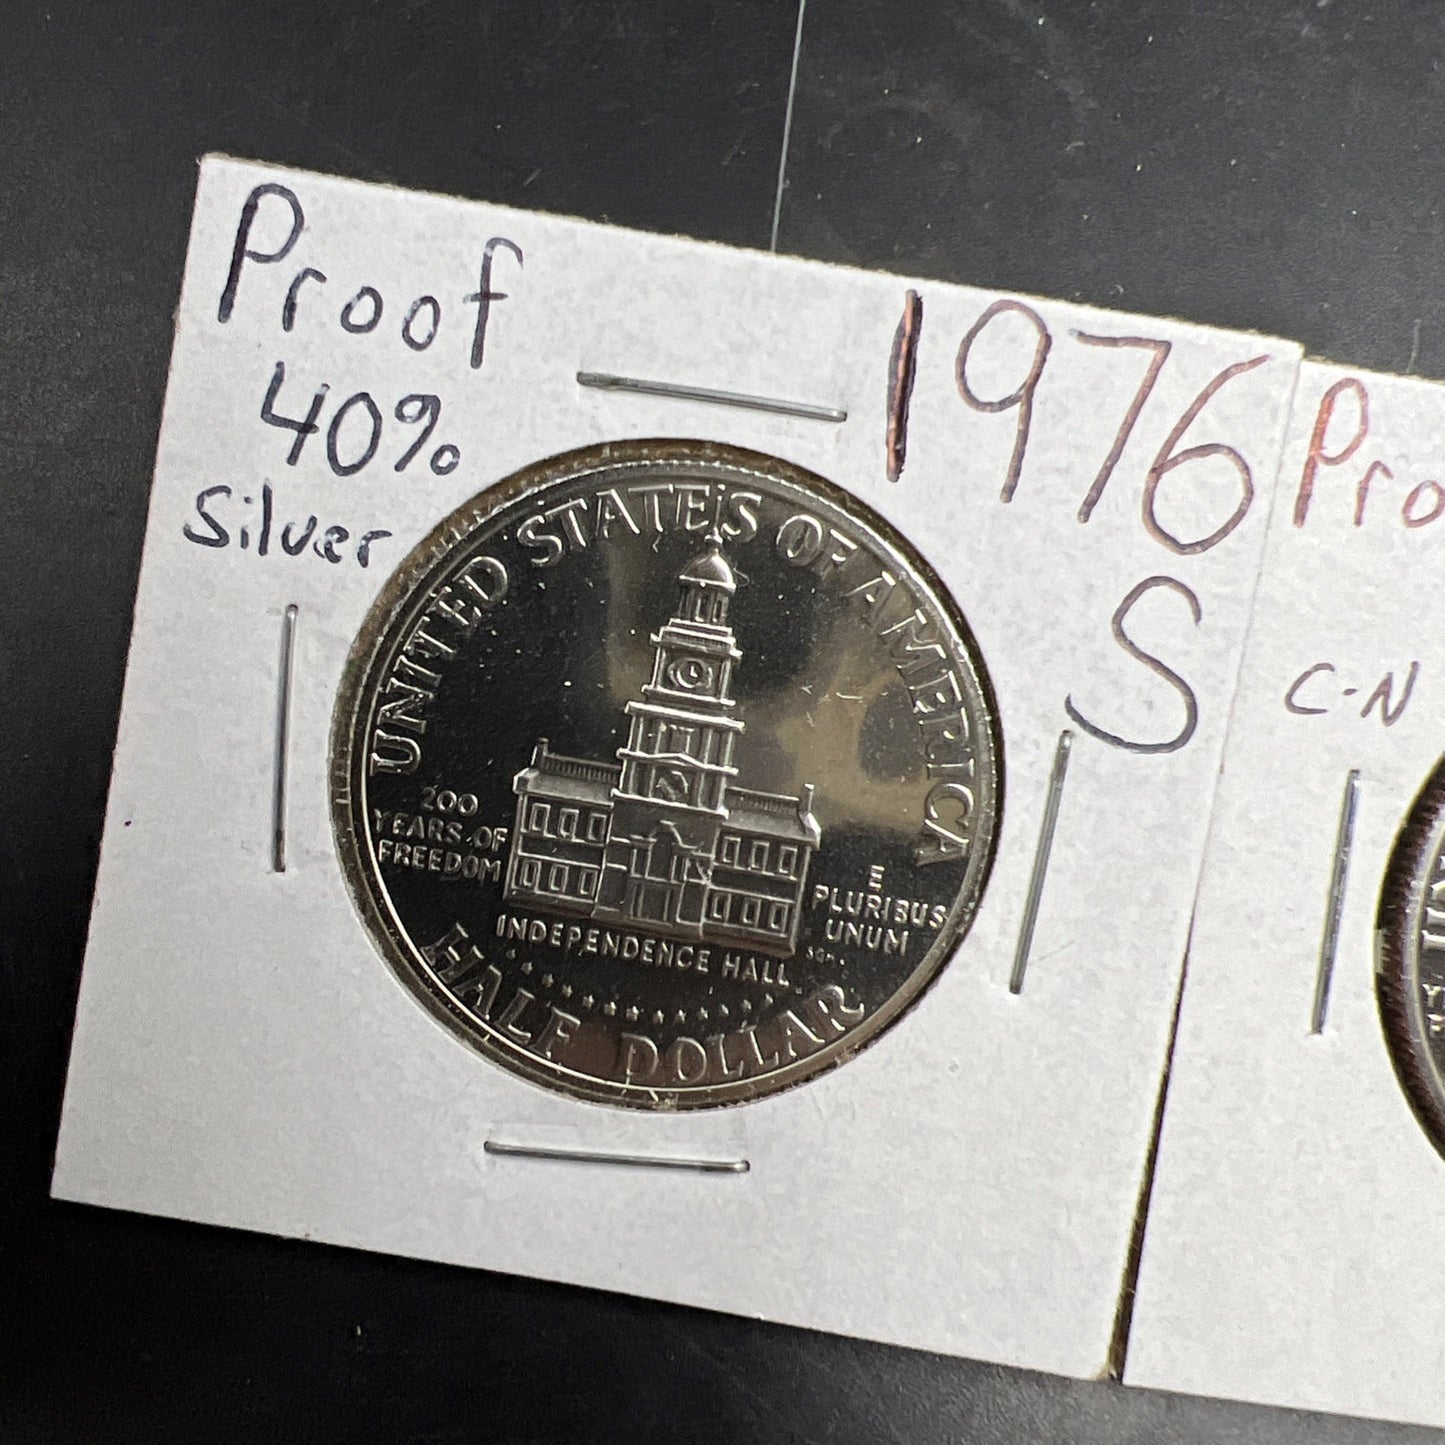 Proof
40%
Silver
1976
S
UNITED STATES OF AMERICA
200
YEARS OF
FREEDOM
E
PLURIBUS
UNUM
INDEPENDENCE HALL
HALF DOLLAR
Pro
C-N